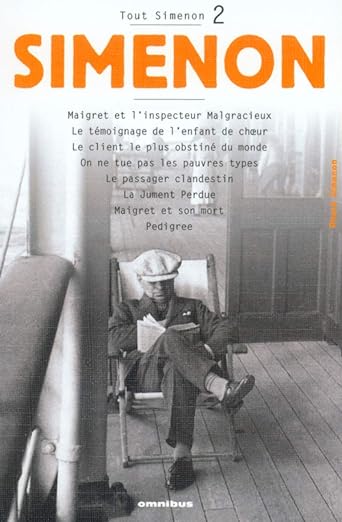 Tout Simenon 2
SIMENON
Maigret et l'inspecteur Malgracieux
Le témoignage de l'enfant de chœur
Le client le plus obstiné du monde
On ne tue pas les pauvres types
Le passager clandestin
La Jument Perdue
Maigret et son mort
Pedigree
omnibus